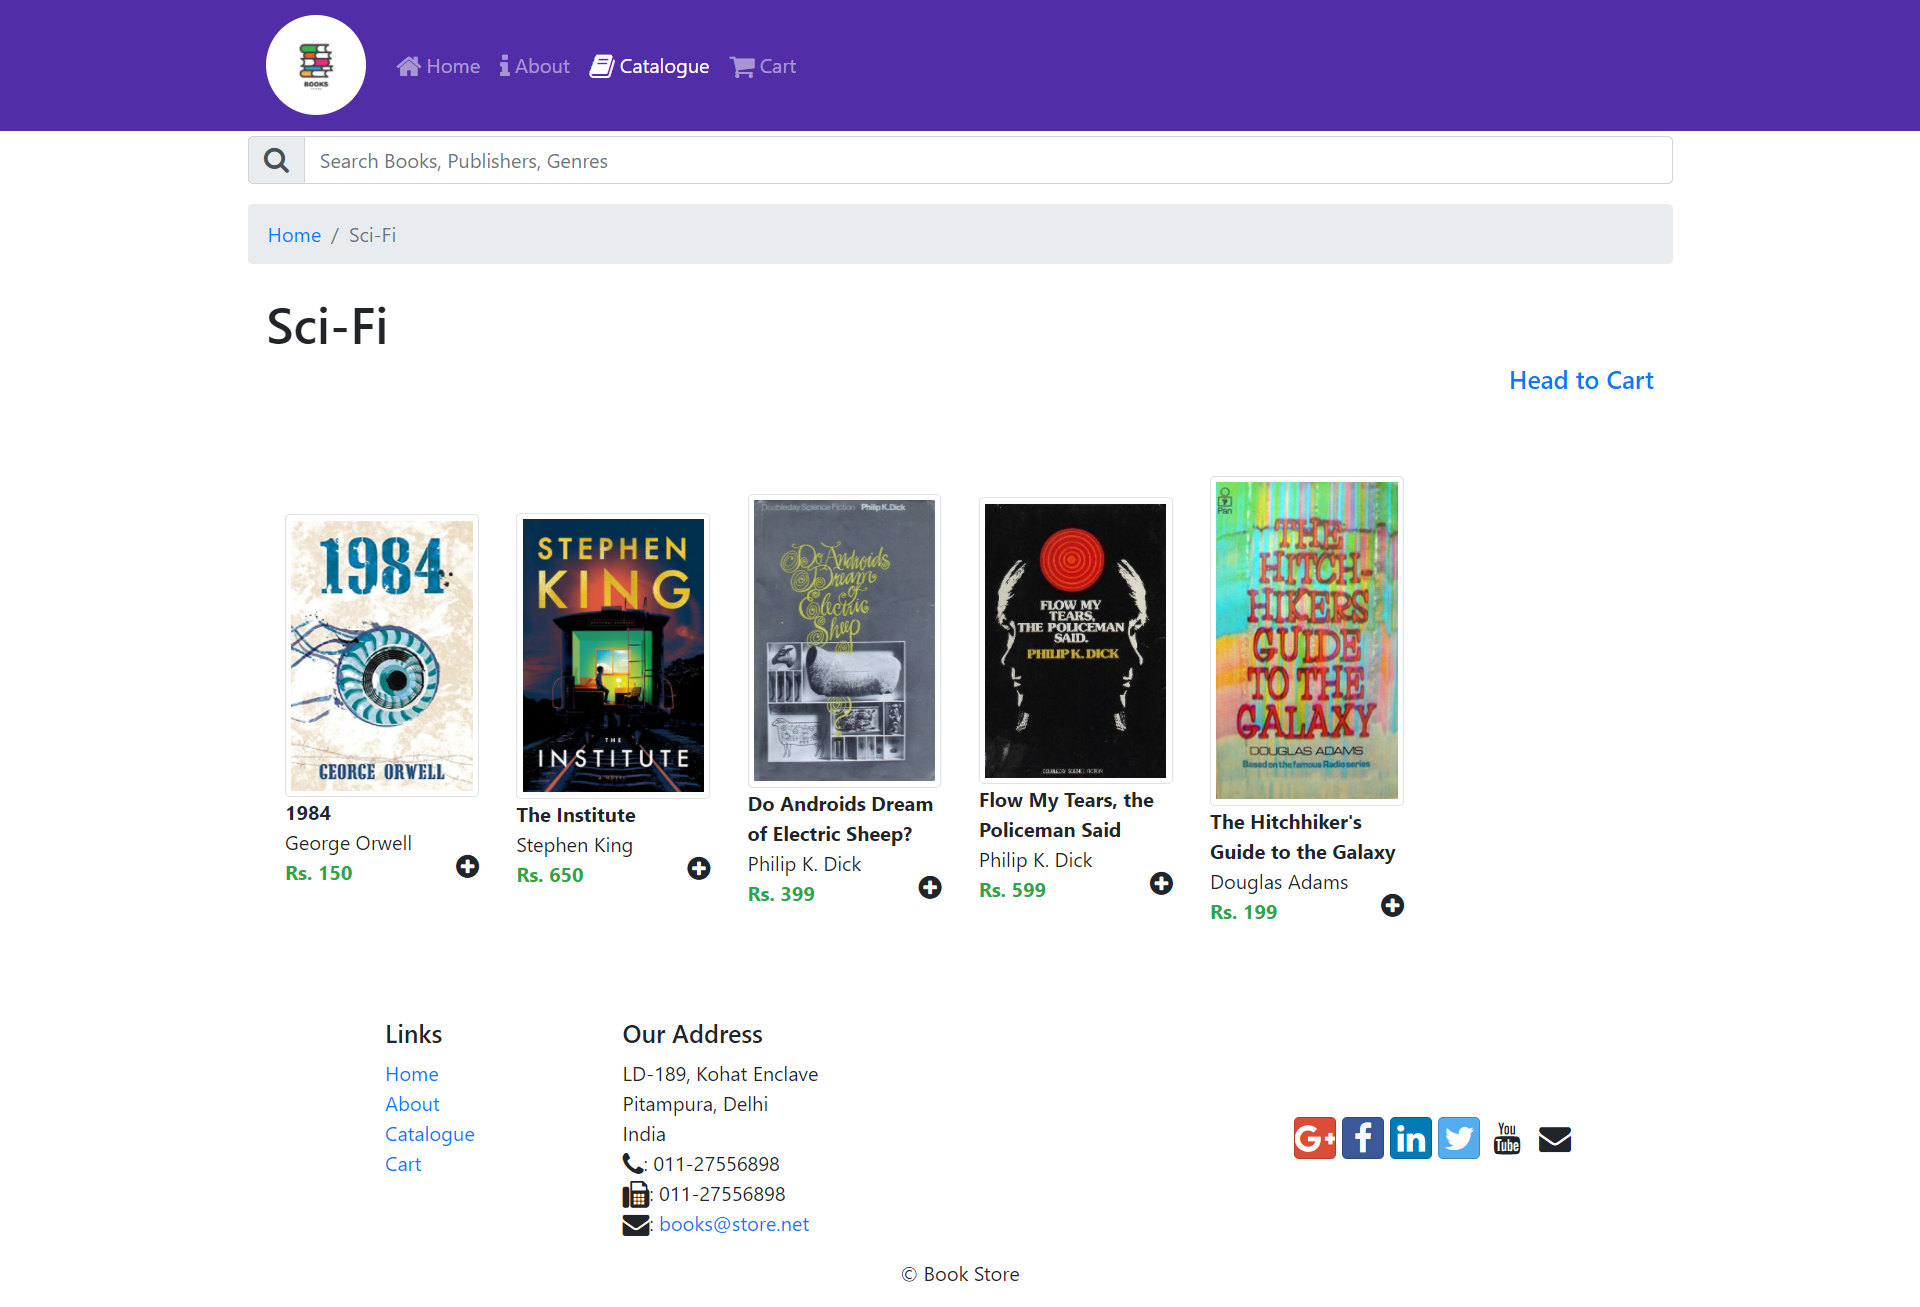 BOOKS
Home
About
Catalogue
Cart
Search Books, Publishers, Genres
Home / Sci-Fi
Sci-Fi
Head to Cart
1984
GEORGE ORWELL
1984
George Orwell
Rs. 150
STEPHEN
KING
THE
INSTITUTE
A NOVEL
The Institute
Stephen King
Rs. 650
Doubleday Science Fiction Philip K. Dick
Do Androids
Dream
of
Electric
Sheep
Do Androids Dream
of Electric Sheep?
Philip K. Dick
Rs. 399
FLOW MY
TEARS,
THE POLICEMAN
SAID.
PHILIP K. DICK
DOUBLEDAY SCIENCE FICTION
Flow My Tears, the
Policeman Said
Philip K. Dick
Rs. 599
Pan
THE
HITCH-
HIKERS
GUIDE
TO THE
GALAXY
DOUGLAS ADAMS
Based on the famous Radio series
The Hitchhiker's
Guide to the Galaxy
Douglas Adams
Rs. 199
Links
Home
About
Catalogue
Cart
Our Address
LD-189, Kohat Enclave
Pitampura, Delhi
India
: 011-27556898
: 011-27556898
: books@store.net
G+ f in You Tube
© Book Store